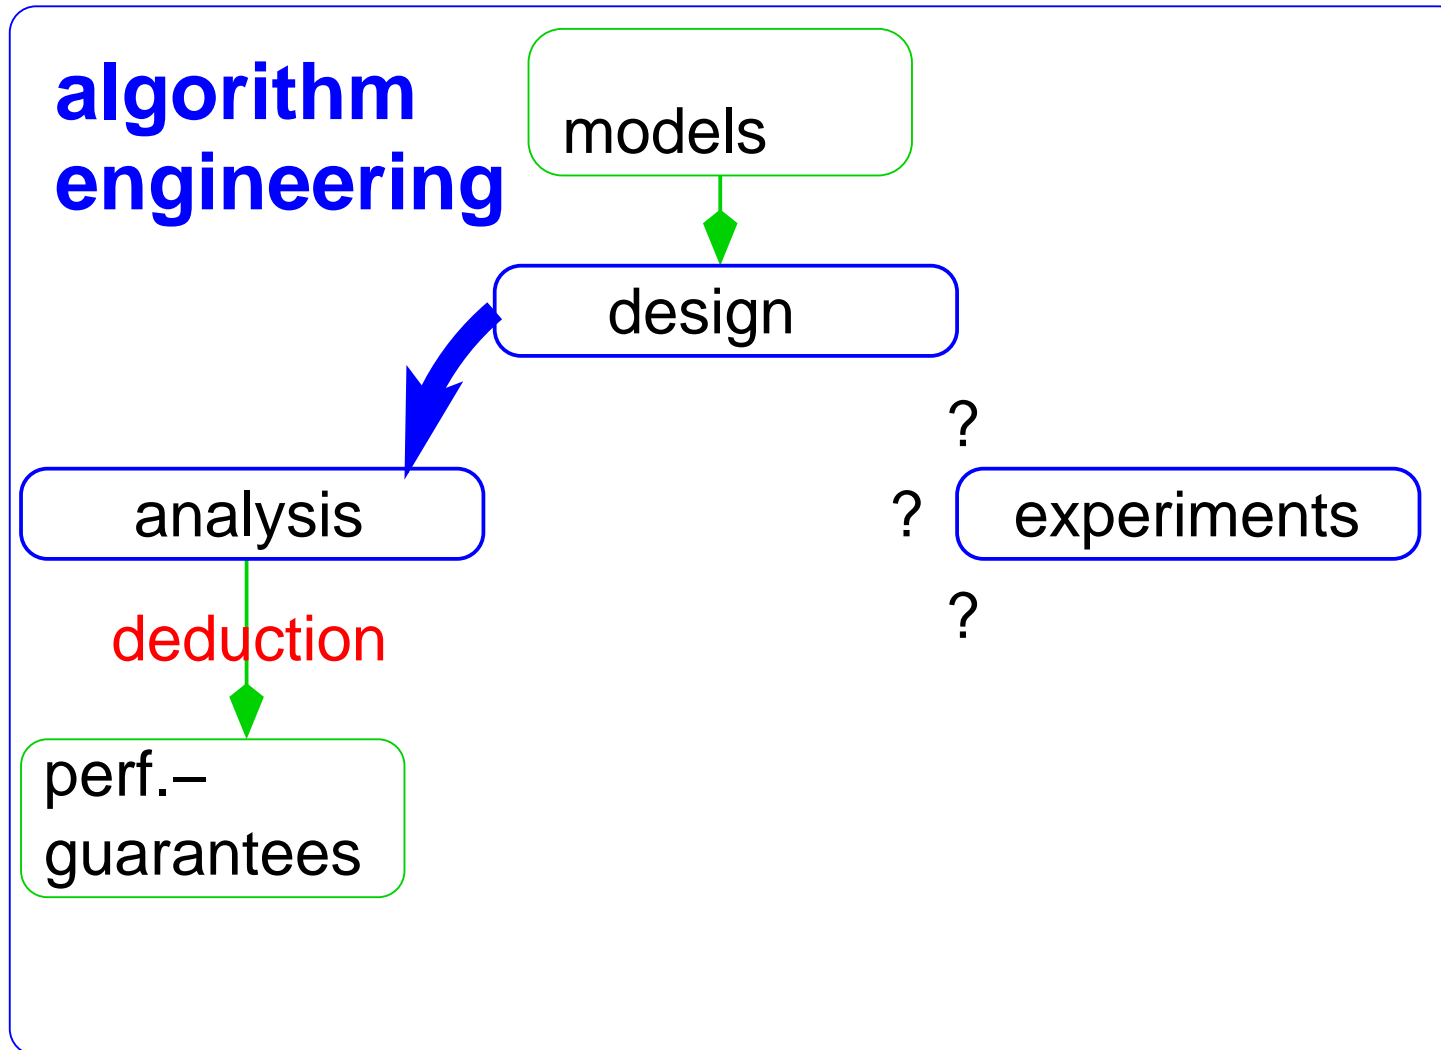 algorithm
engineering
models
design
?
analysis
?
experiments
?
deduction
perf.–
guarantees